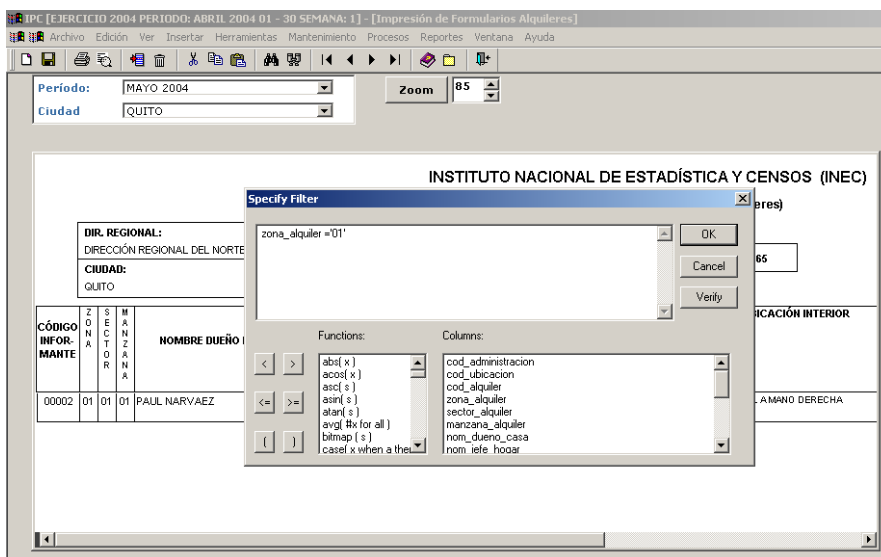 IPC [EJERCICIO 2004 PERIODO: ABRIL 2004 01 - 30 SEMANA: 1] - [Impresión de Formularios Alquileres]
Archivo Edición Ver Insertar Herramientas Mantenimiento Procesos Reportes Ventana Ayuda
Período: MAYO 2004 Zoom 85
Ciudad QUITO
INSTITUTO NACIONAL DE ESTADÍSTICA Y CENSOS (INEC)
Specify Filter
eres)
DIR. REGIONAL:
DIRECCIÓN REGIONAL DEL NORTE
CIUDAD:
QUITO
zona_alquiler ='01'
OK
Cancel
Verify
65
CÓDIGO INFOR- MANTE
ZONA
SECTOR
MANZANA
NOMBRE DUEÑO
ICACIÓN INTERIOR
00002 01 01 01 PAUL NARVAEZ
A MANO DERECHA
Functions:
< >
<= >=
( )
abs( x )
acos( x )
asc( s )
asin( s )
atan( s )
avg( #x for all )
bitmap ( s )
case( x when a the
Columns:
cod_administracion
cod_ubicacion
cod_alquiler
zona_alquiler
sector_alquiler
manzana_alquiler
nom_dueno_casa
nom_jefe_hogar